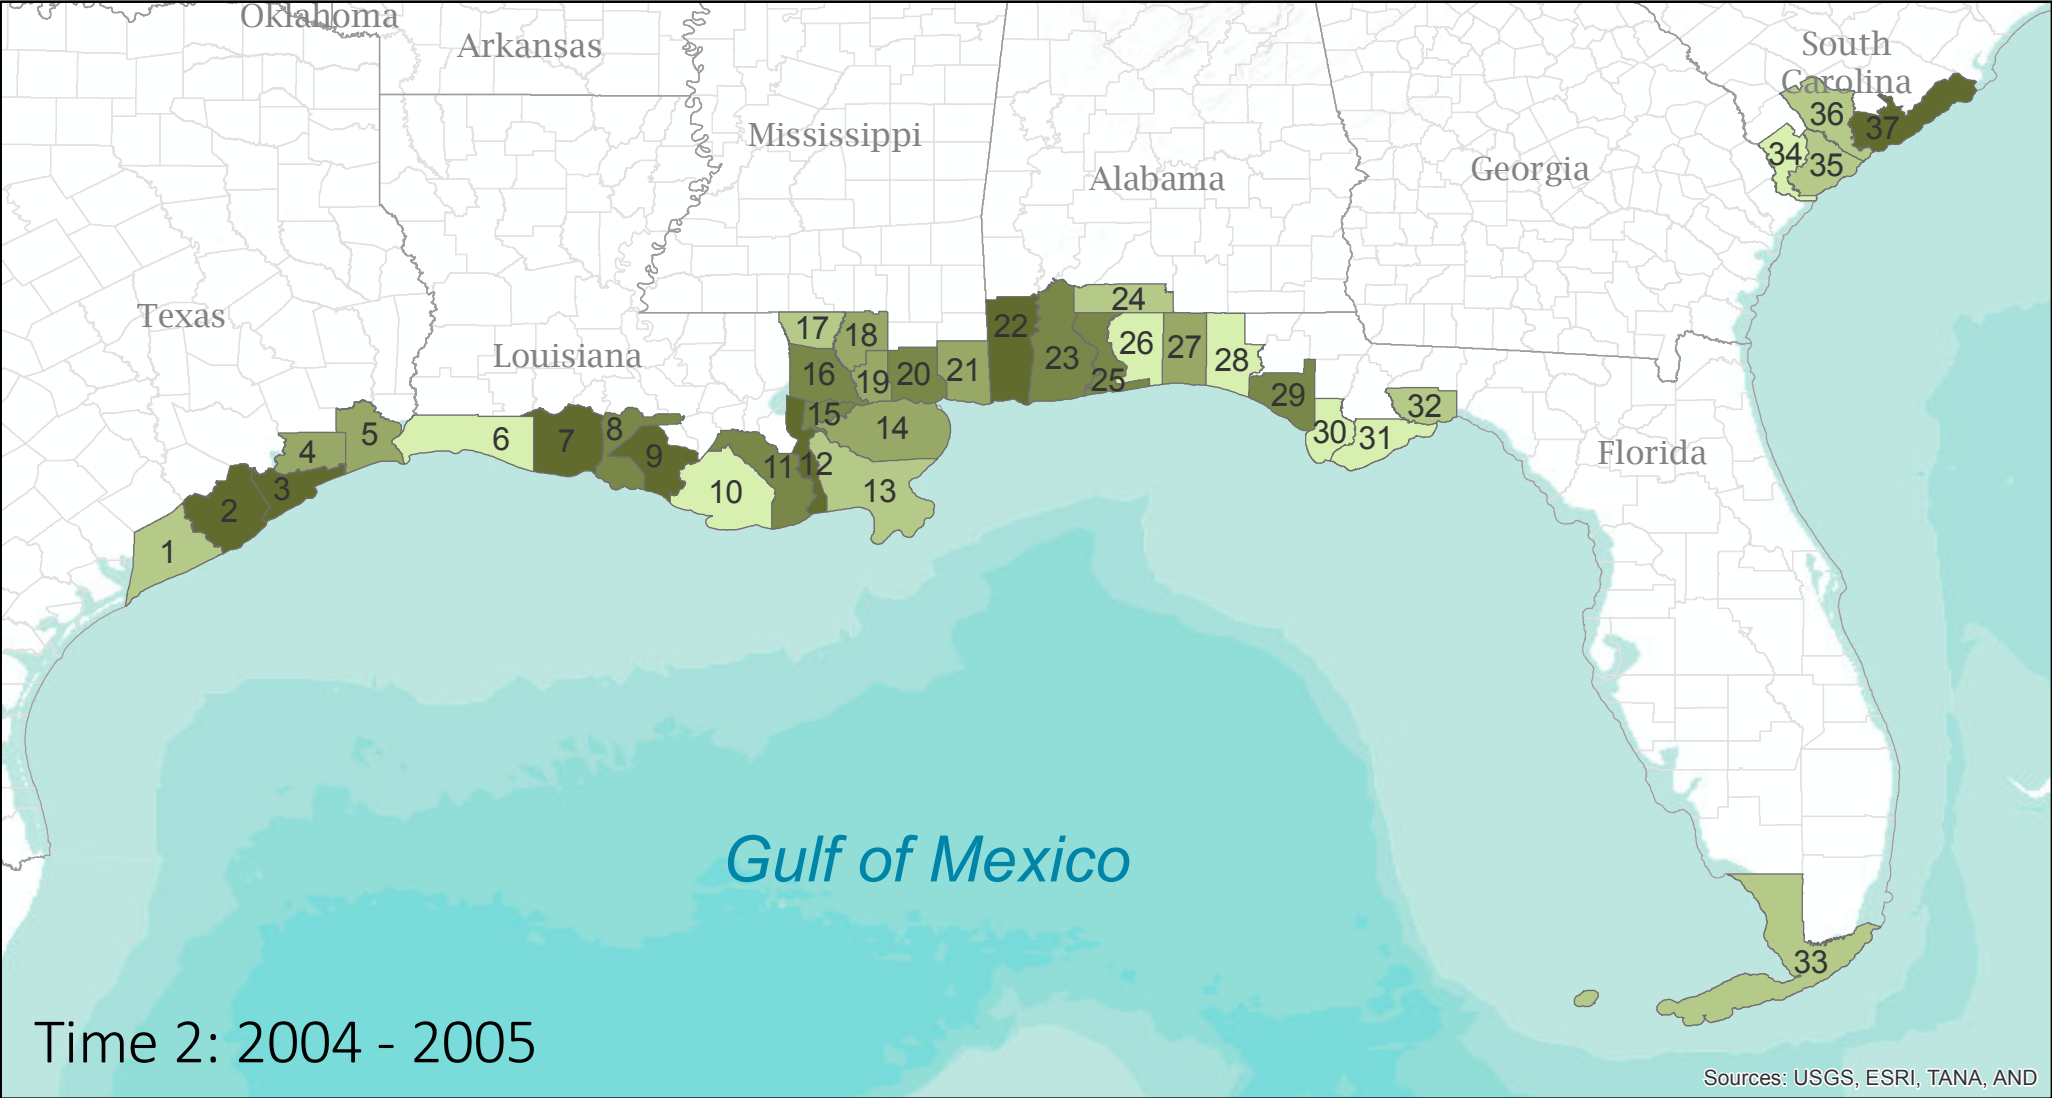 Oklahoma
Arkansas
South
Carolina
Mississippi
Alabama
Georgia
Texas
Louisiana
Florida
36
37
34
35
24
17
18
22
26
27
28
23
16
19
20
21
25
29
15
14
32
30
31
4
5
6
7
8
9
10
11
12
13
3
2
1
33
Gulf of Mexico
Time 2: 2004 - 2005
Sources: USGS, ESRI, TANA, AND